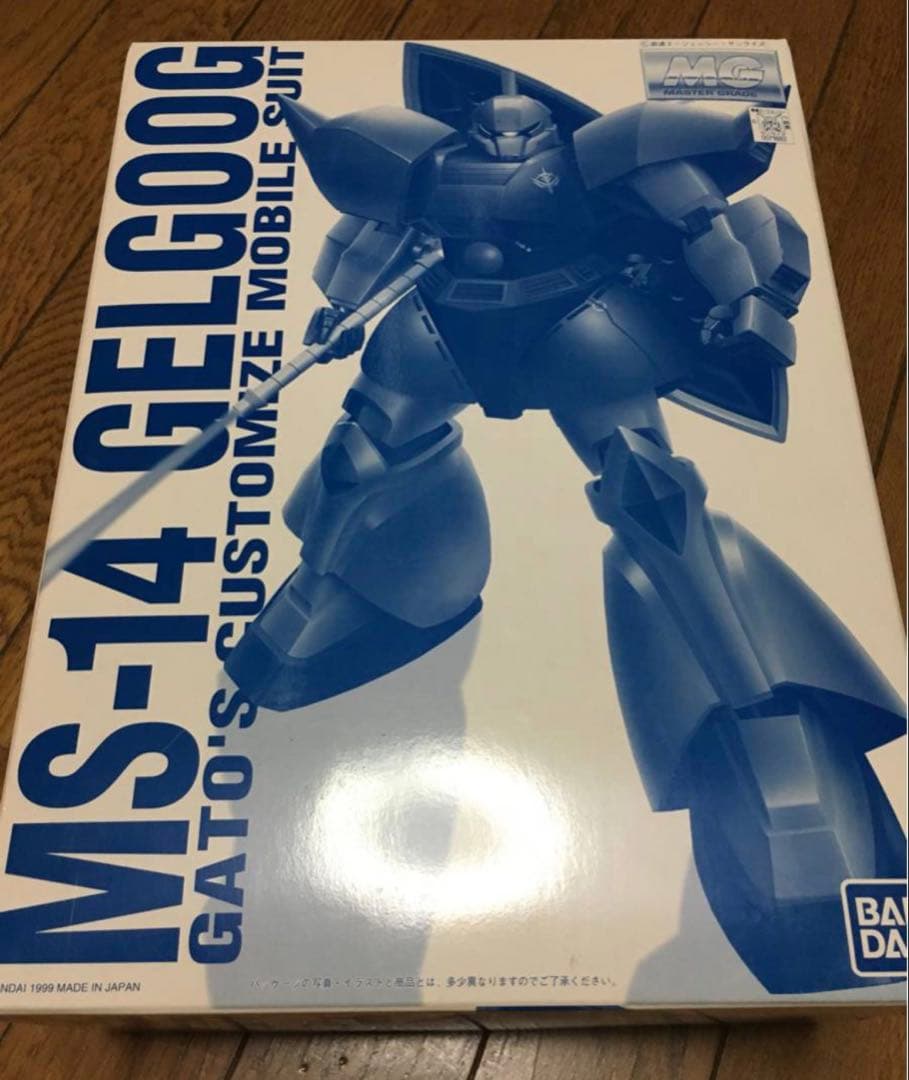 MS-14 GELGOOG
GATO'S CUSTOMIZE MOBILE SUIT
MG
MASTER GRADE
BAN
DA
NDAI 1999 MADE IN JAPAN
パッケージの写真・イラストと商品とは、多少異なりますのでご了承ください。